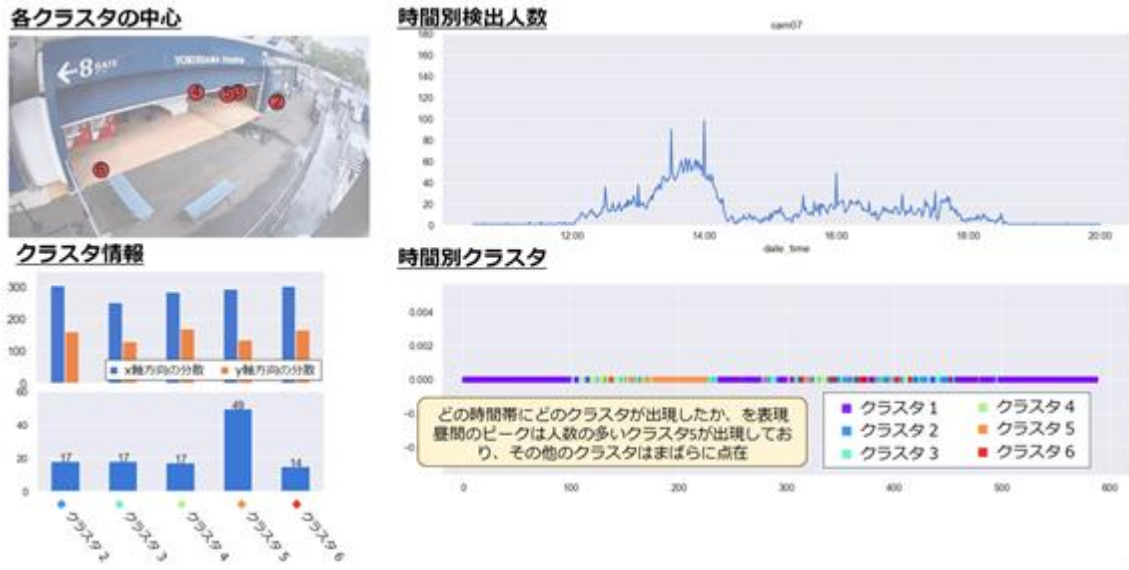 各クラスタの中心
←8 GATE
④
⑤③
②
⑥
時間別検出人数
cam07
180
160
140
120
100
80
60
40
20
0
12:00 14:00 16:00 18:00 20:00
date_time
クラスタ情報
300
200
100
0
x軸方向の分散 y軸方向の分散
60
40
20
0
17 17 17 49 14
クラスタ 2
クラスタ 3
クラスタ 4
クラスタ 5
クラスタ 6
時間別クラスタ
0.004
0.002
0.000
どの時間帯にどのクラスタが出現したか、を表現
昼間のピークは人数の多いクラスタ5が出現してお
り、その他のクラスタはまばらに点在
クラスタ 1 クラスタ 4
クラスタ 2 クラスタ 5
クラスタ 3 クラスタ 6
0 100 200 300 400 500 600